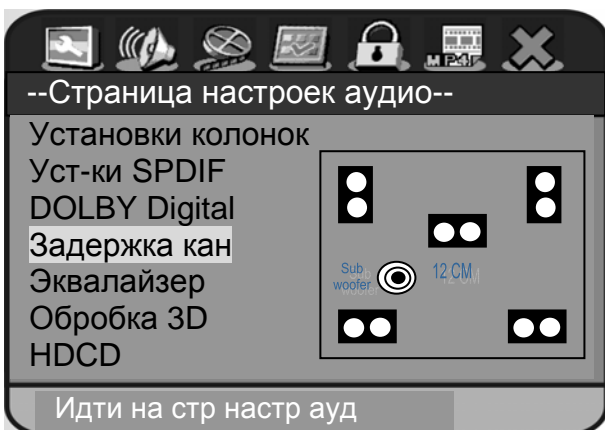 MP4
--Страница настроек аудио--
Установки колонок
Уст-ки SPDIF
DOLBY Digital
Задержка кан
Эквалайзер
Обробка 3D
HDCD
Sub
woofer
12 CM
Идти на стр настр ауд